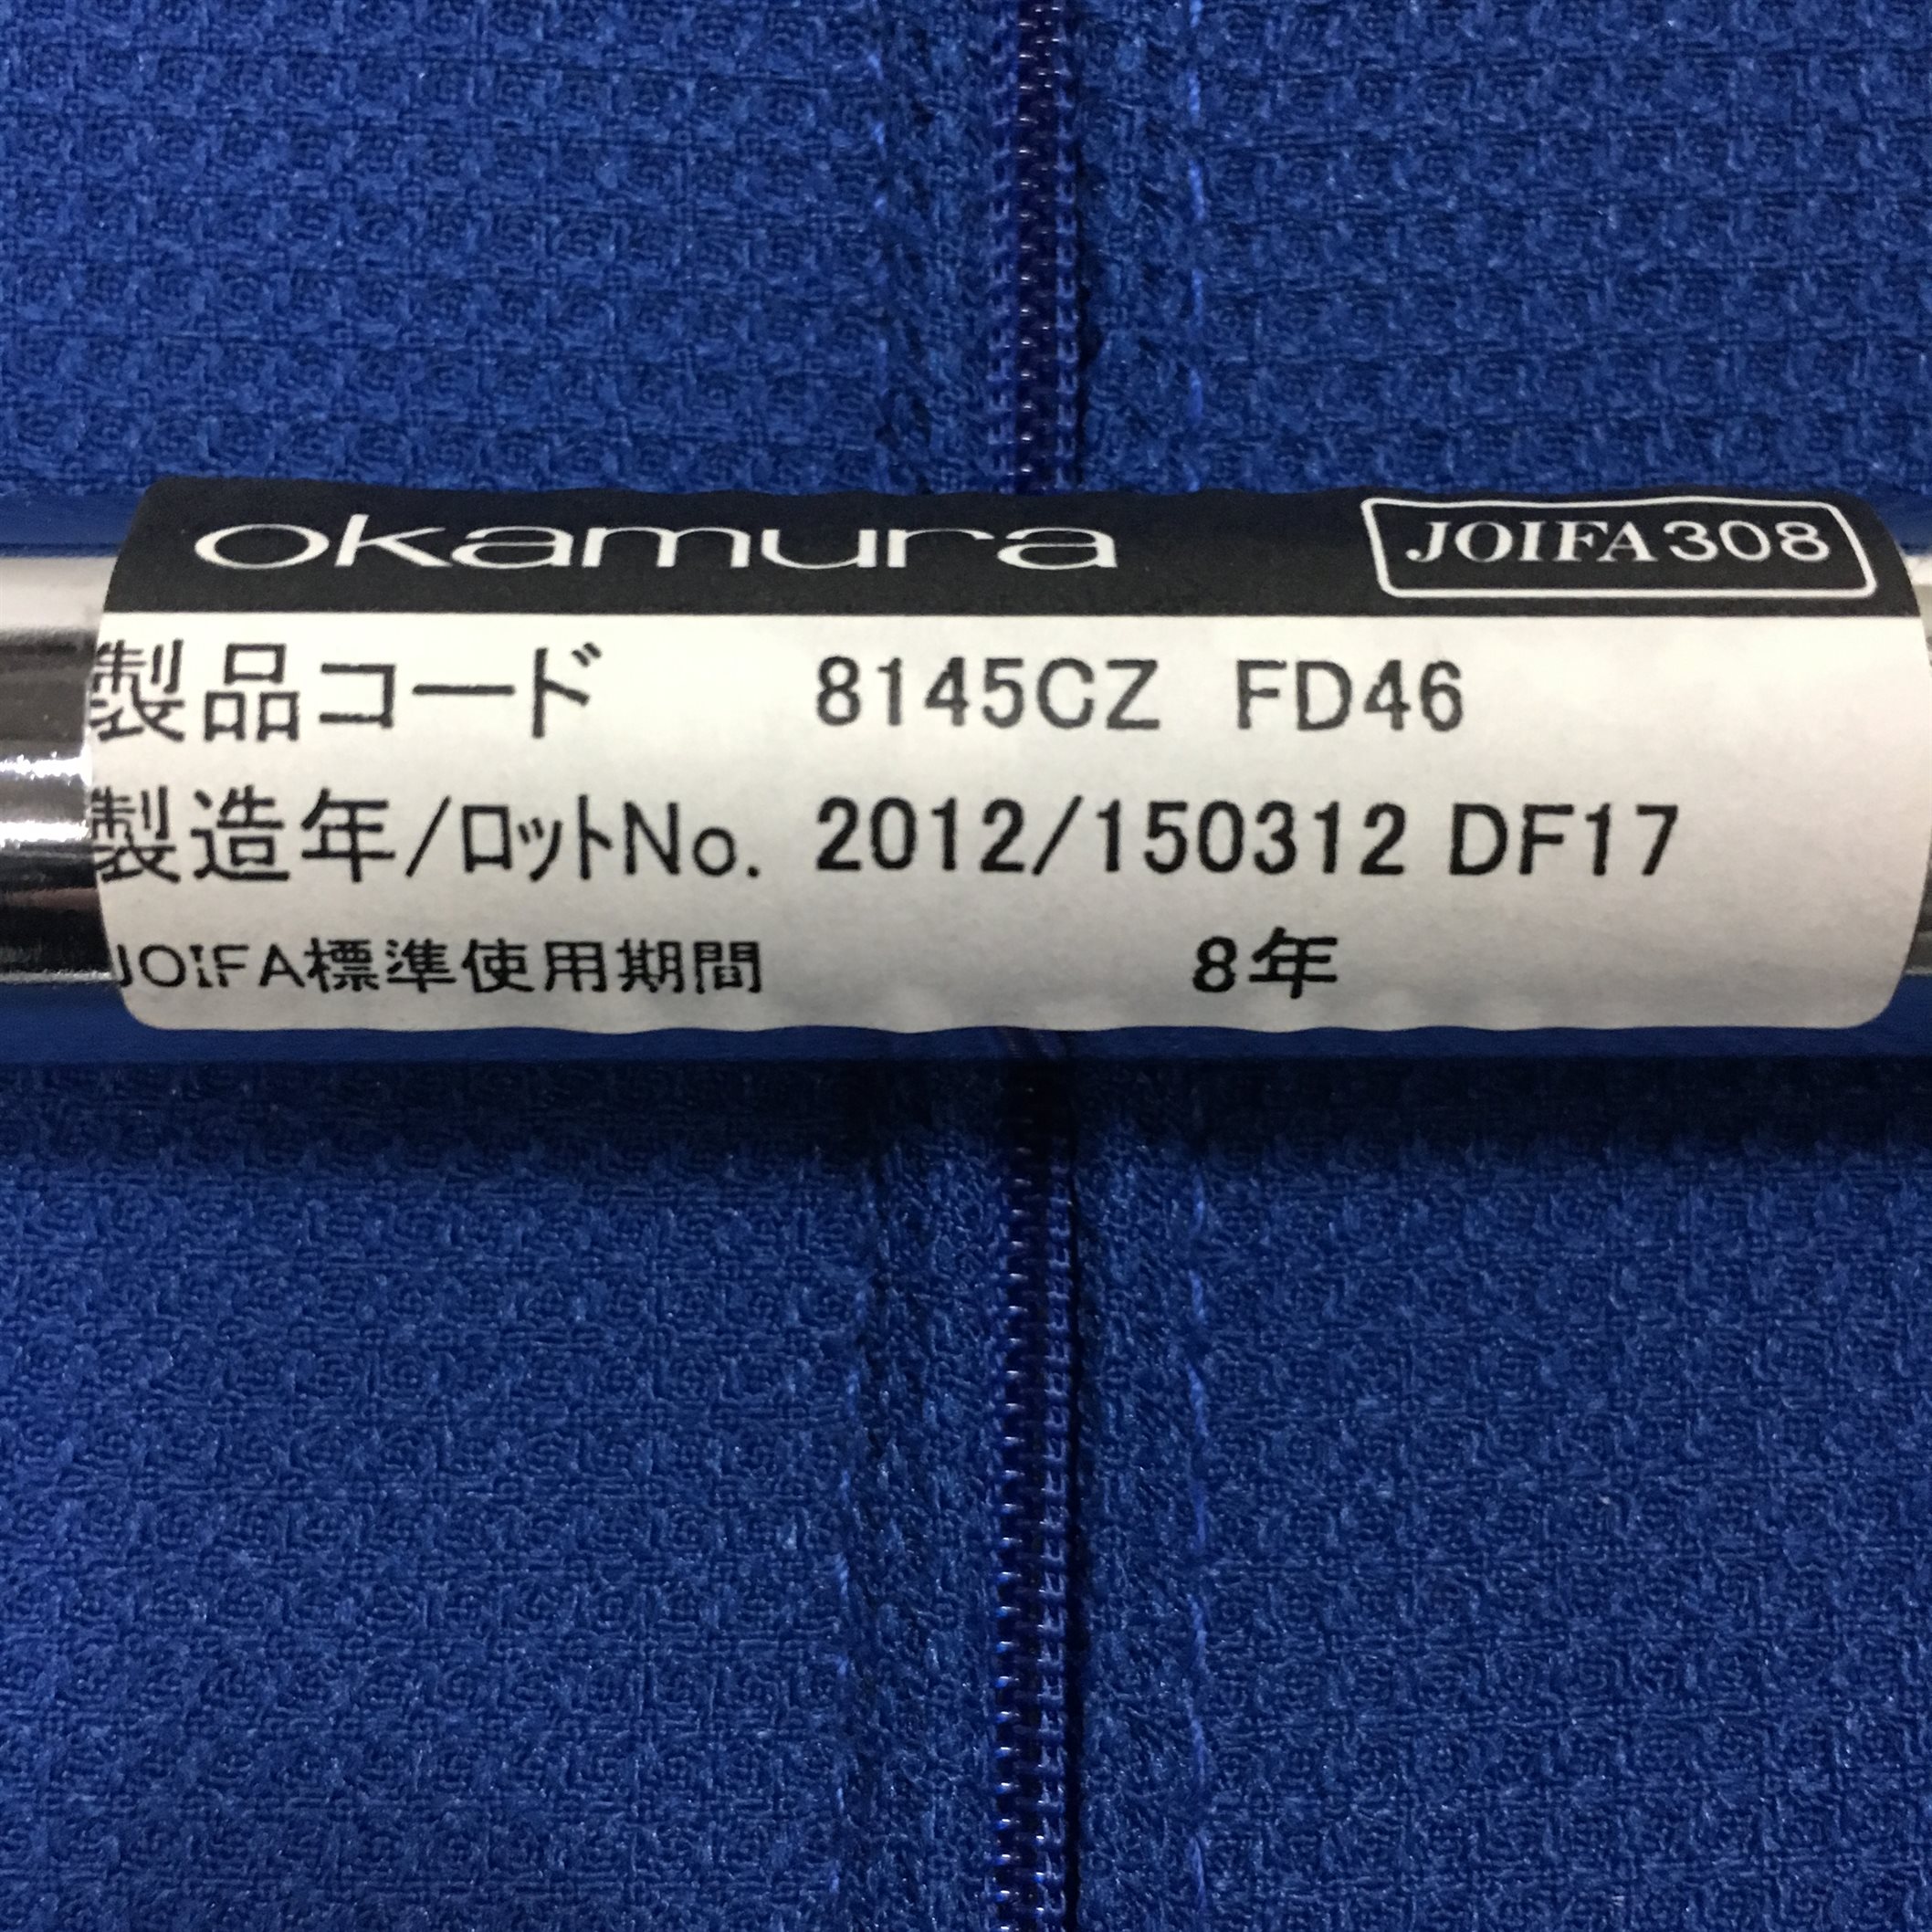 okamura JOIFA308
製品コード 8145CZ FD46
製造年/ロットNo. 2012/150312 DF17
JOIFA標準使用期間 8年